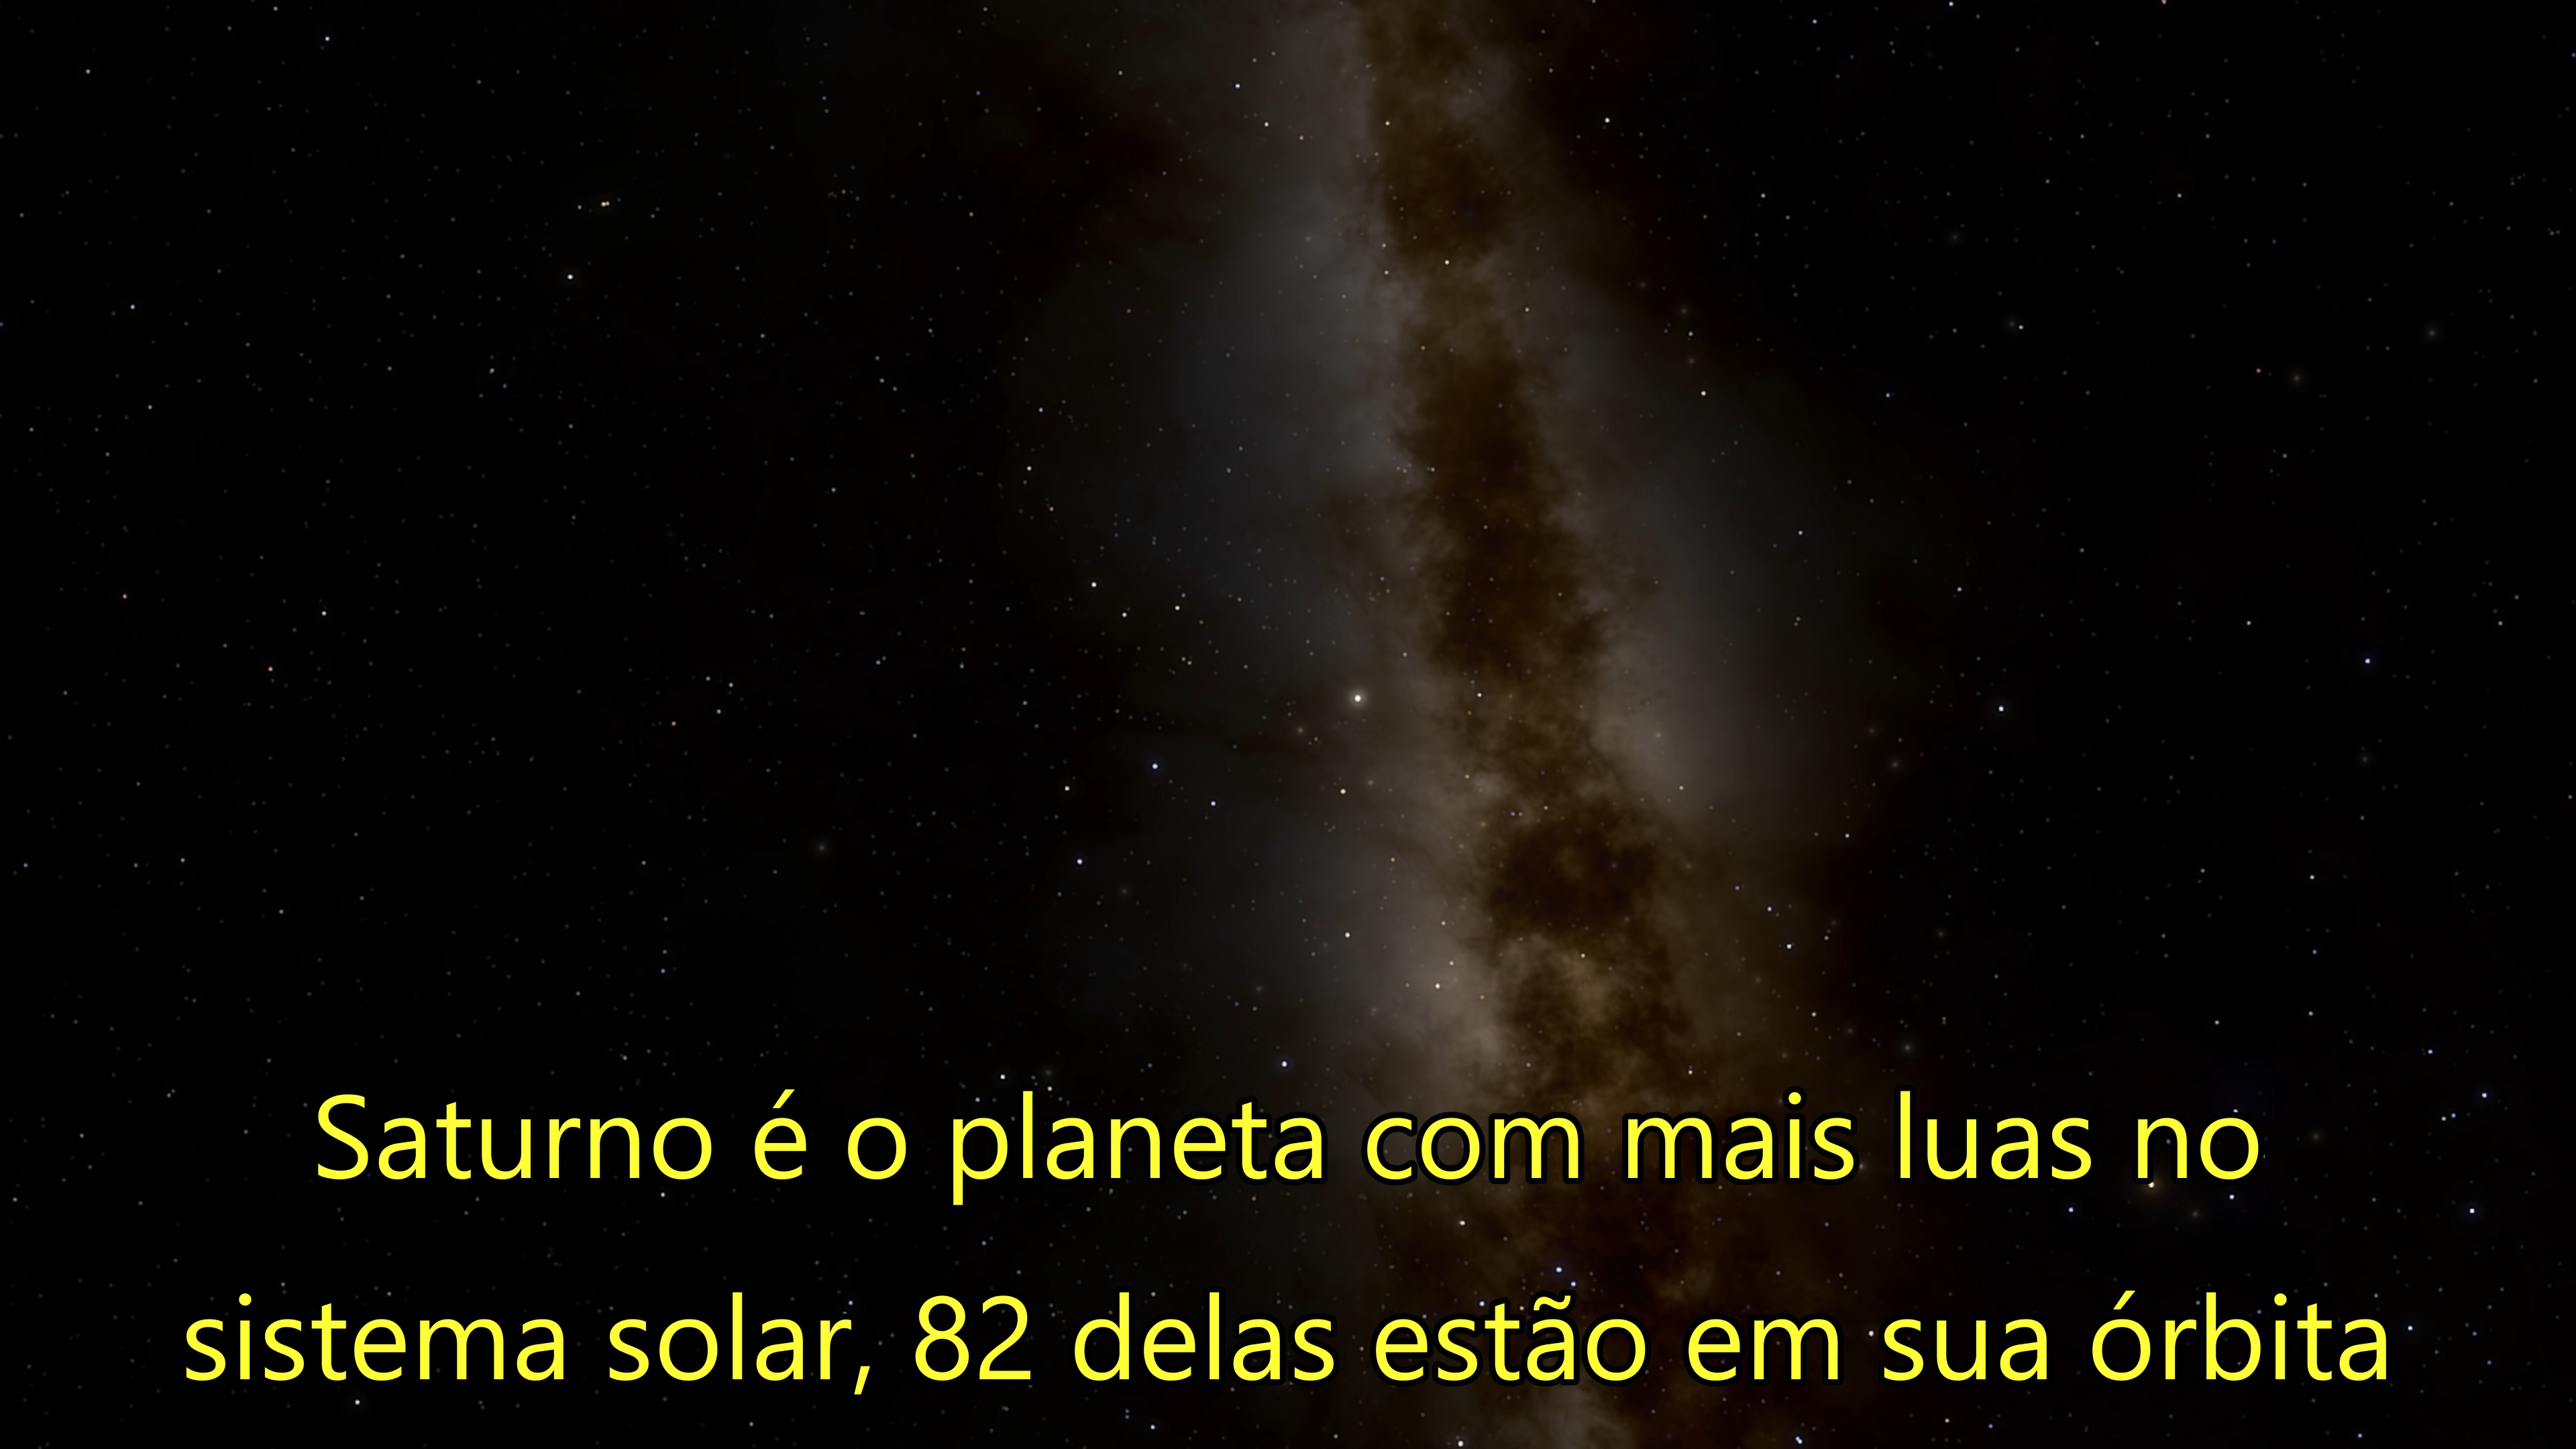 Saturno é o planeta com mais luas no
sistema solar, 82 delas estão em sua órbita